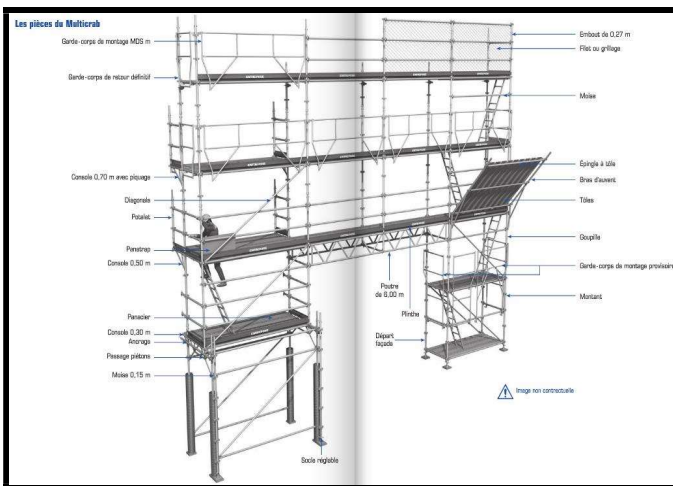 Les pièces du Multicrab
Garde-corps de montage MDS m
Garde-corps de retour définitif
Console 0,70 m avec piquage
Diagonale
Potelet
Penetrap
Console 0,50 m
Panacier
Console 0,30 m
Ancrage
Passage piétons
Moise 0,15 m
Socle réglable
Poutre
de 6,00 m
Plinthe
Départ
façade
Embout de 0,27 m
Filet ou grillage
Moise
Épingle à tôle
Bras d'auvent
Tôles
Goupille
Garde-corps de montage provisoire
Montant
Image non contractuelle